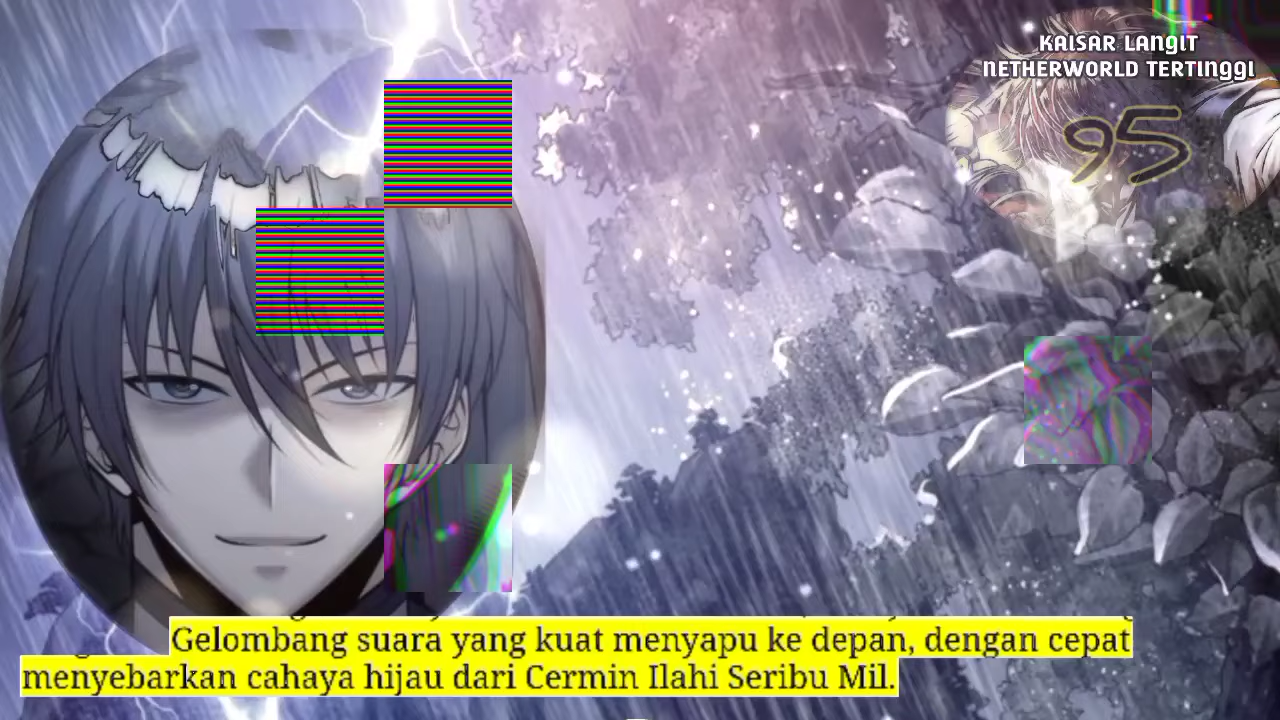 KAISAR LANGIT
NETHERWORLD TERTINGGI
95
Gelombang suara yang kuat menyapu ke depan, dengan cepat
menyebarkan cahaya hijau dari Cermin Ilahi Seribu Mil.